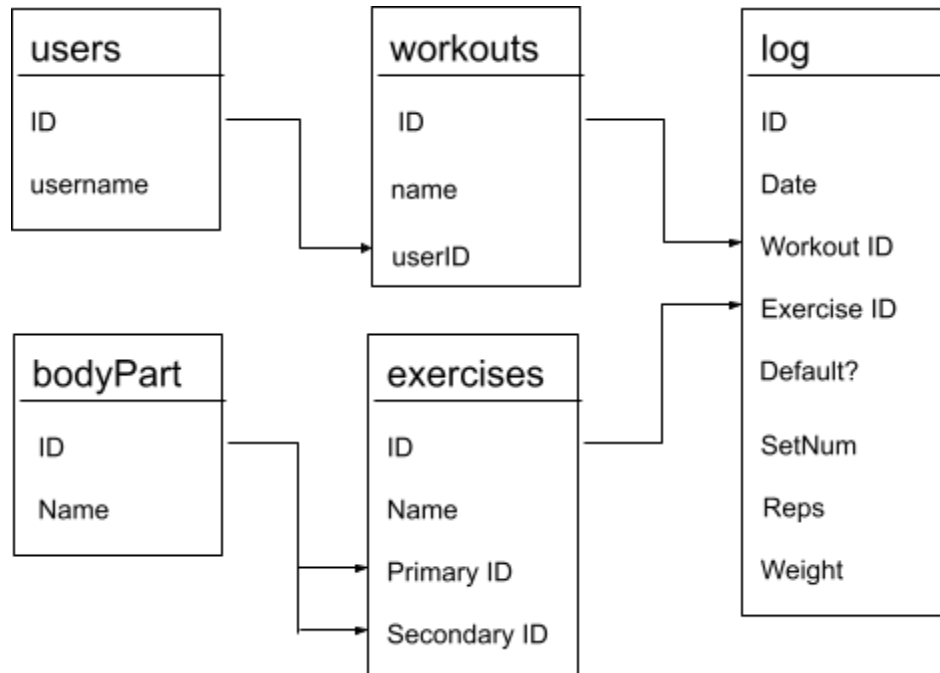 users
ID
username
workouts
ID
name
userID
log
ID
Date
Workout ID
Exercise ID
Default?
SetNum
Reps
Weight
bodyPart
ID
Name
exercises
ID
Name
Primary ID
Secondary ID